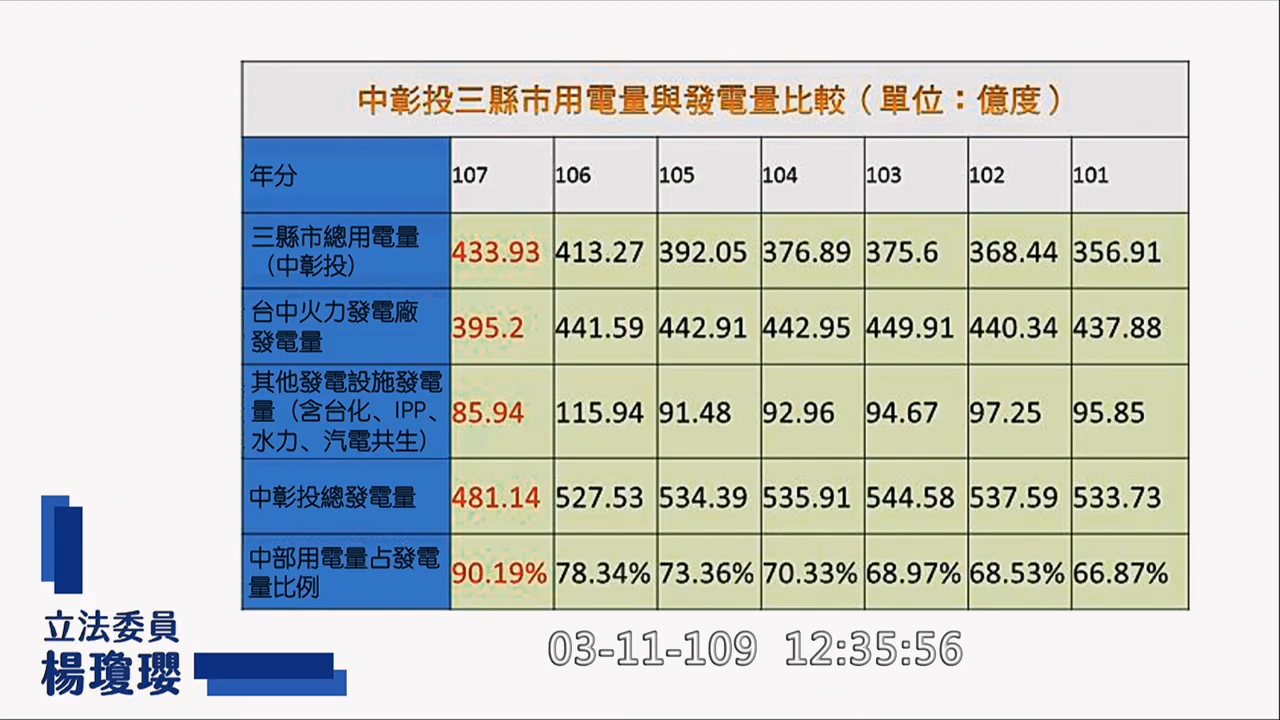 中彰投三縣市用電量與發電量比較（單位：億度）
年分 107 106 105 104 103 102 101
三縣市總用電量
（中彰投） 433.93 413.27 392.05 376.89 375.6 368.44 356.91
台中火力發電廠
發電量 395.2 441.59 442.91 442.95 449.91 440.34 437.88
其他發電設施發電
量（含台化、IPP、
水力、汽電共生） 85.94 115.94 91.48 92.96 94.67 97.25 95.85
中彰投總發電量 481.14 527.53 534.39 535.91 544.58 537.59 533.73
中部用電量占發電
量比例 90.19% 78.34% 73.36% 70.33% 68.97% 68.53% 66.87%
立法委員
楊瓊瓔
03-11-109 12:35:56